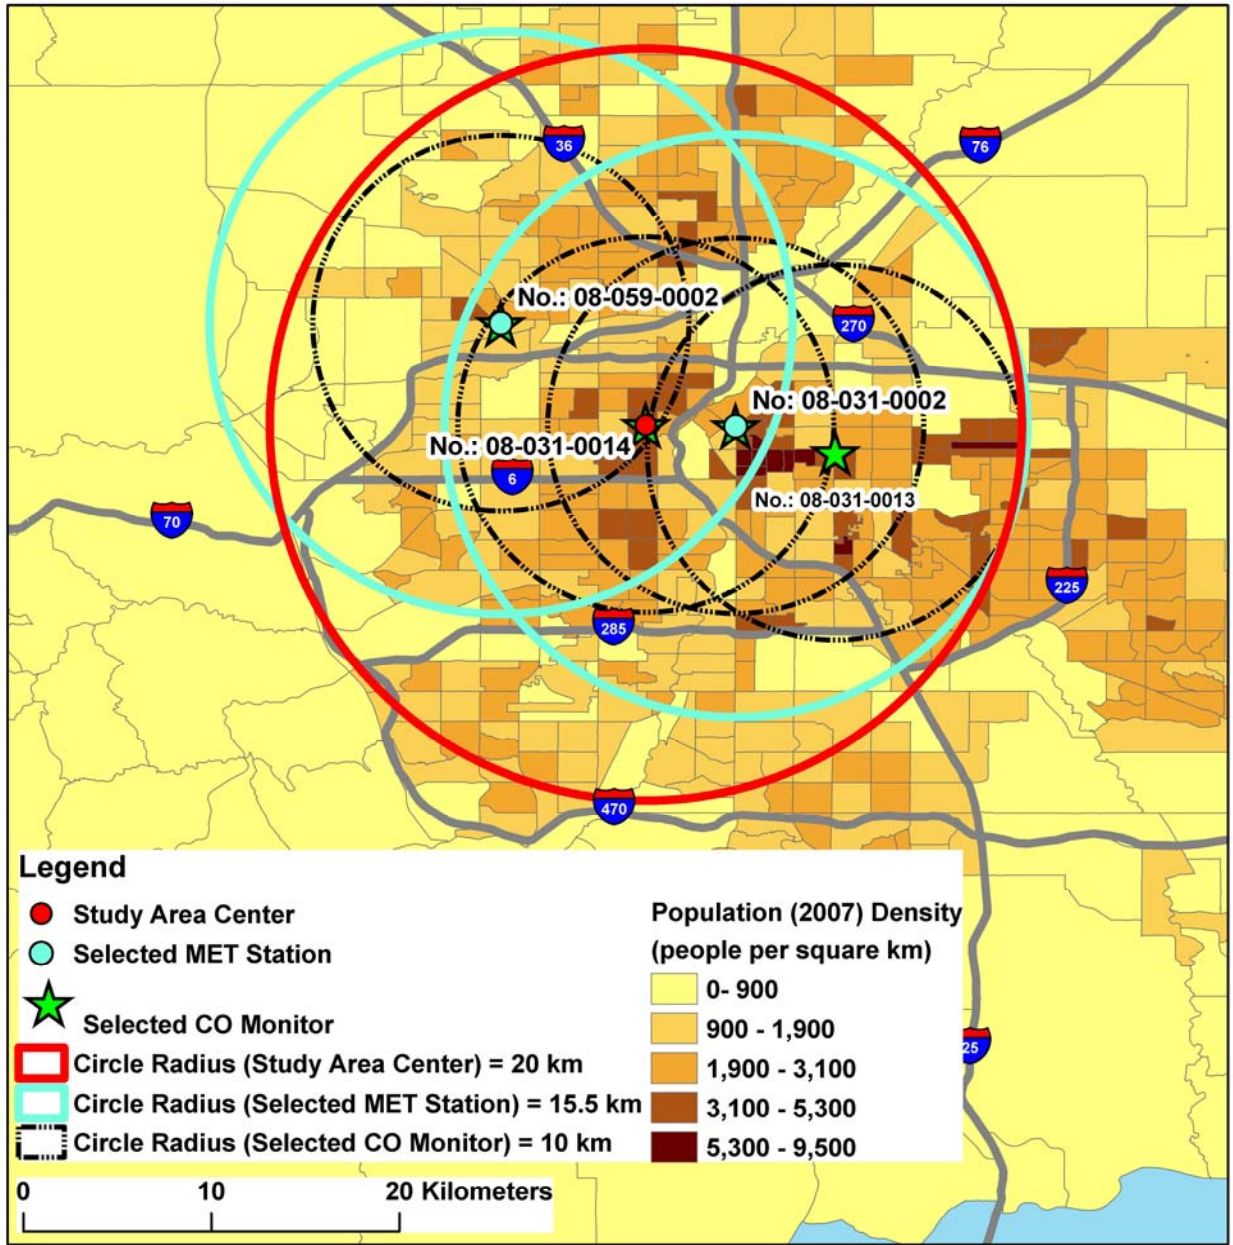 36
76
No.: 08-059-0002
270
No: 08-031-0002
No.: 08-031-0014
6
No.: 08-031-0013
70
225
285
470
Legend
Study Area Center
Selected MET Station
Selected CO Monitor
Circle Radius (Study Area Center) = 20 km
Circle Radius (Selected MET Station) = 15.5 km
Circle Radius (Selected CO Monitor) = 10 km
Population (2007) Density
(people per square km)
0- 900
900 - 1,900
1,900 - 3,100
3,100 - 5,300
5,300 - 9,500
25
0 10 20 Kilometers